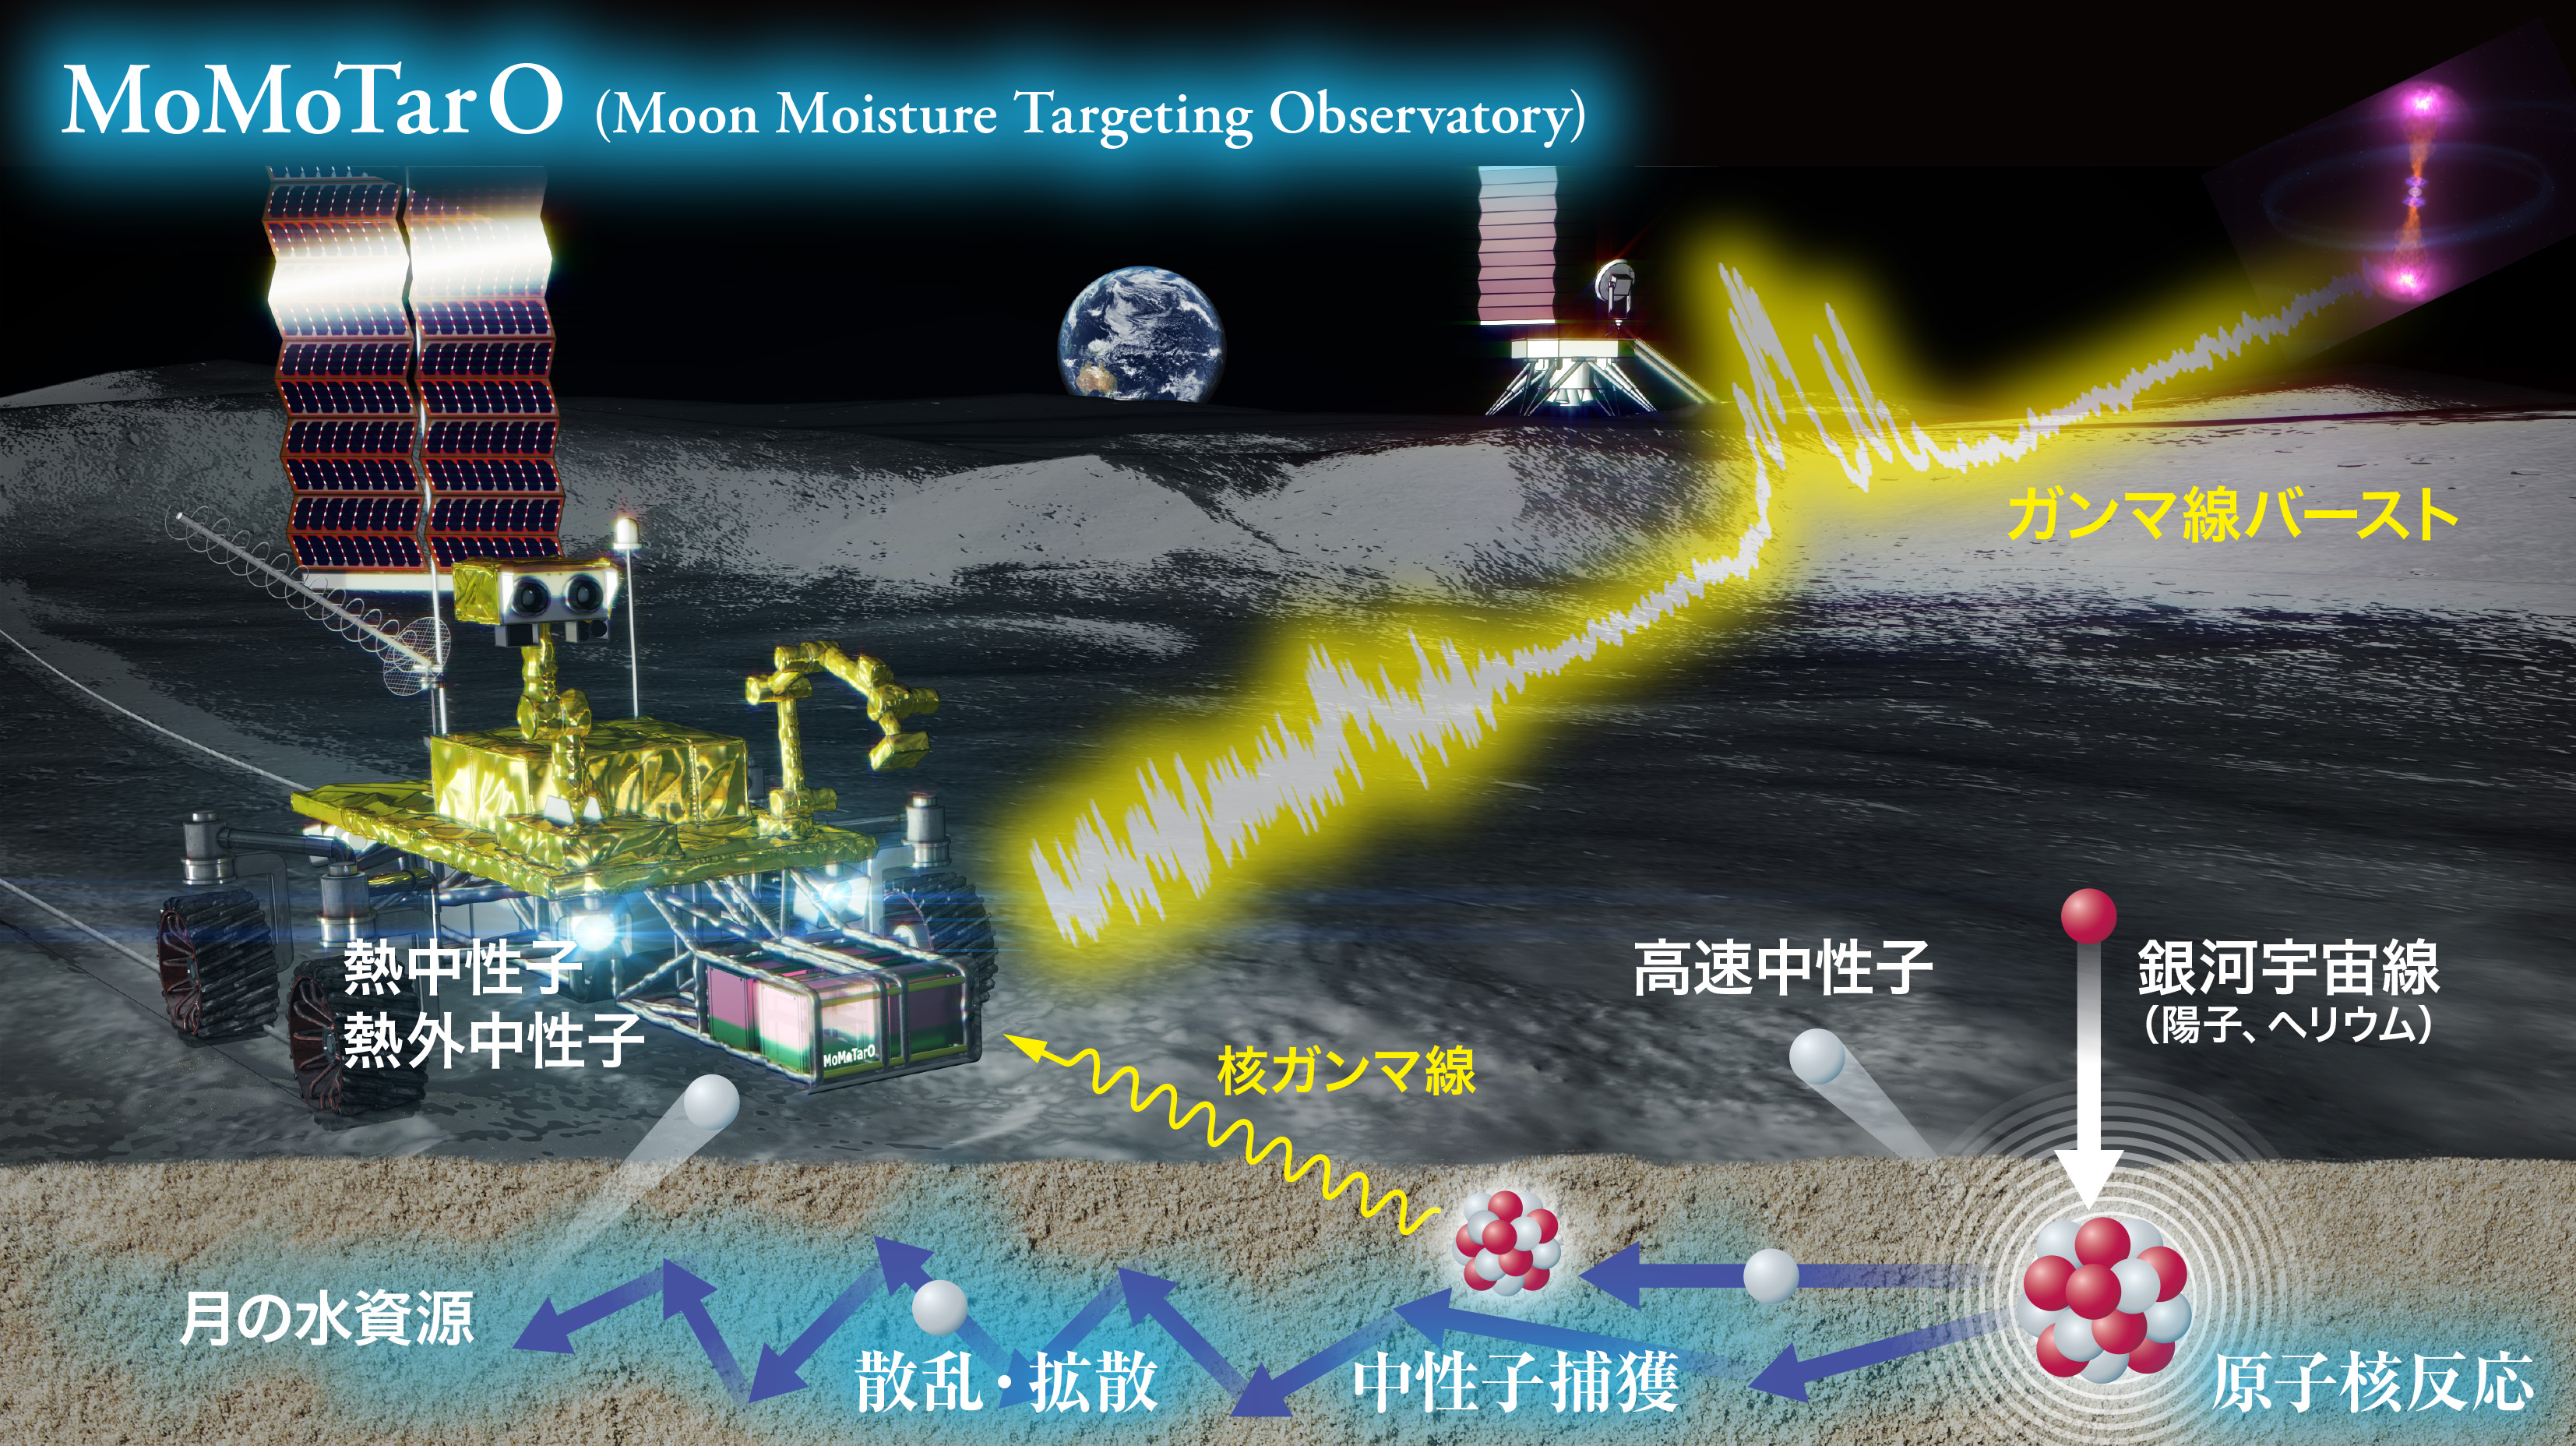 MoMoTarO (Moon Moisture Targeting Observatory)
ガンマ線バースト
熱中性子
熱外中性子
高速中性子
銀河宇宙線
（陽子、ヘリウム）
MoMoTarO
核ガンマ線
月の水資源
散乱・拡散
中性子捕獲
原子核反応